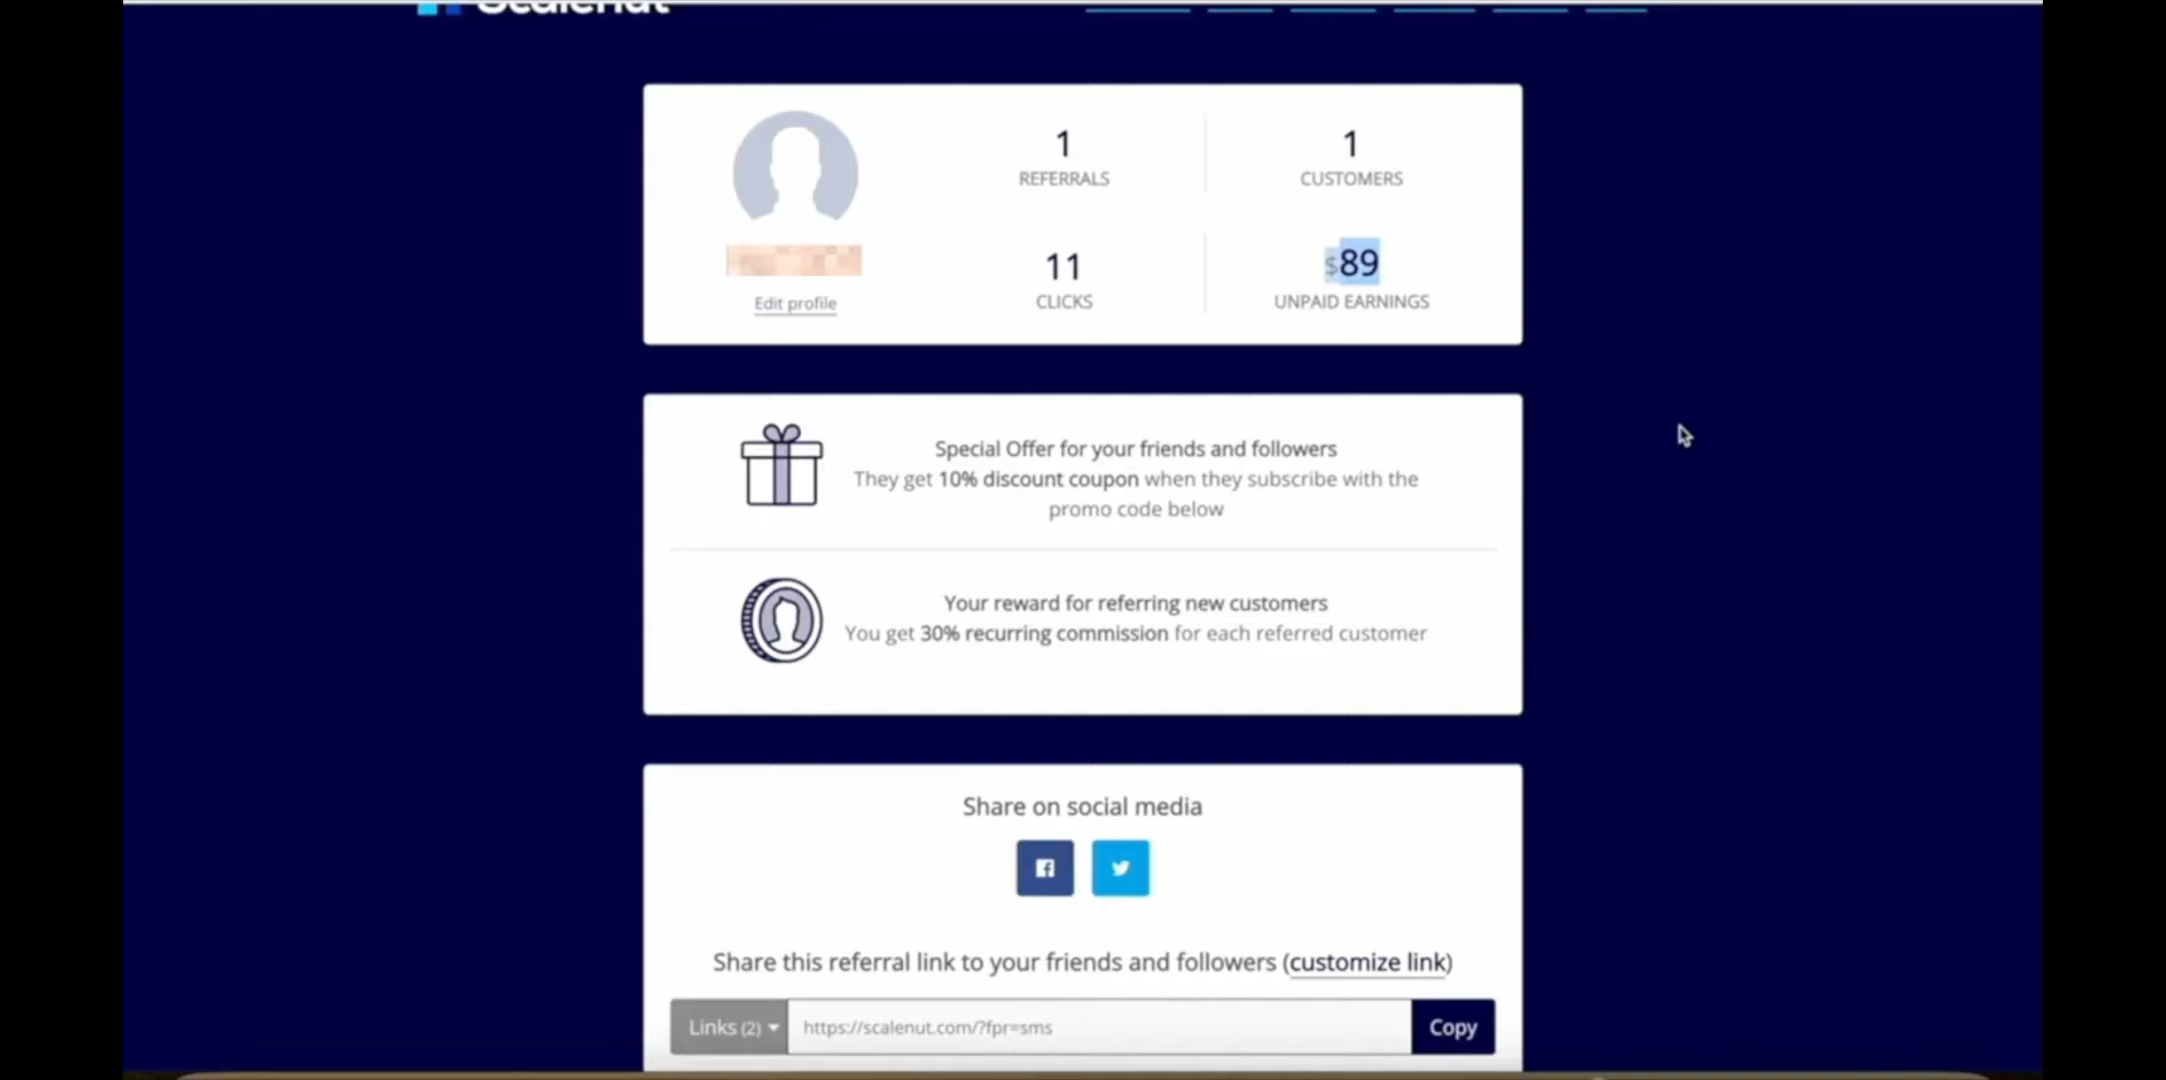 Scalenut
1
REFERRALS
1
CUSTOMERS
11
CLICKS
$89
UNPAID EARNINGS
Edit profile
Special Offer for your friends and followers
They get 10% discount coupon when they subscribe with the
promo code below
Your reward for referring new customers
You get 30% recurring commission for each referred customer
Share on social media
Share this referral link to your friends and followers (customize link)
Links (2)
https://scalenut.com/?fpr=sms
Copy